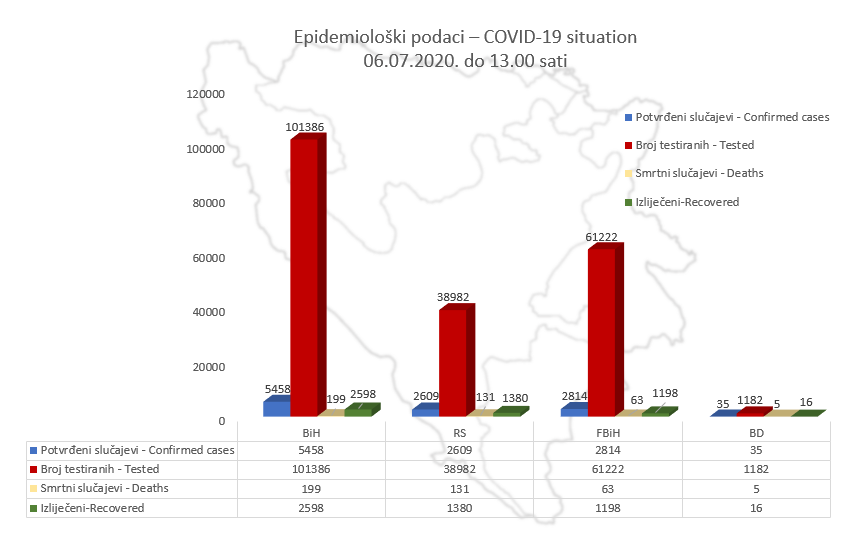 Epidemiološki podaci – COVID-19 situation
06.07.2020. do 13.00 sati
120000
100000
80000
60000
40000
20000
0
101386
38982
61222
5458
199
2598
2609
131
1380
2814
63
1198
35
1182
5
16
Potvrđeni slučajevi - Confirmed cases
Broj testiranih - Tested
Smrtni slučajevi - Deaths
Izliječeni-Recovered
BiH RS FBiH BD
Potvrđeni slučajevi - Confirmed cases 5458 2609 2814 35
Broj testiranih - Tested 101386 38982 61222 1182
Smrtni slučajevi - Deaths 199 131 63 5
Izliječeni-Recovered 2598 1380 1198 16